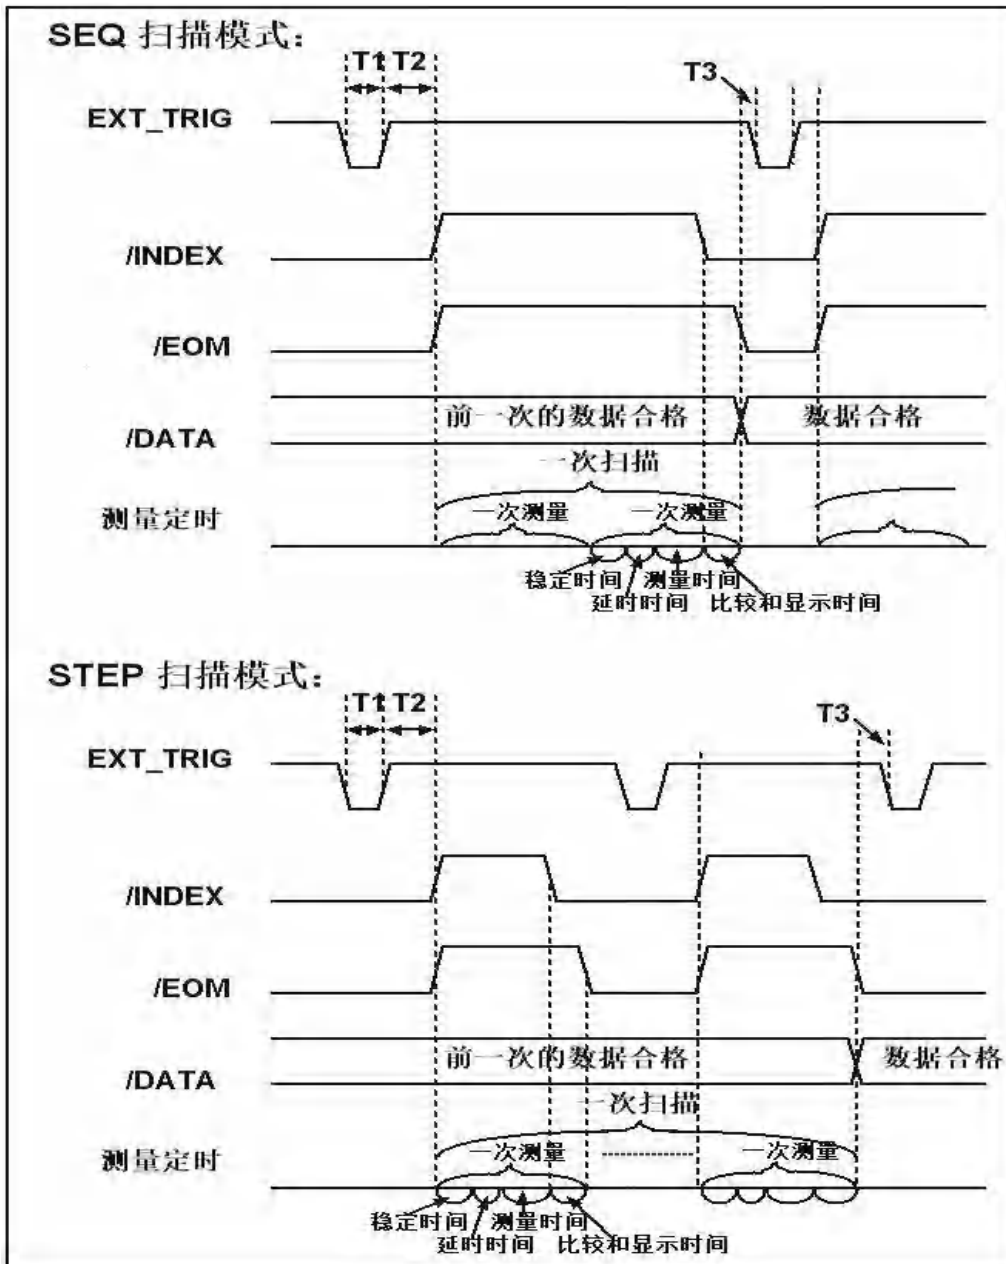 SEQ 扫描模式:
T1 T2
T3
EXT_TRIG
/INDEX
/EOM
前一次的数据合格 数据合格
/DATA
一次扫描
测量定时
一次测量 一次测量
稳定时间 测量时间
延时时间 比较和显示时间
STEP 扫描模式:
T1 T2
T3
EXT_TRIG
/INDEX
/EOM
前一次的数据合格 数据合格
/DATA
一次扫描
测量定时
一次测量 一次测量
稳定时间 测量时间
延时时间 比较和显示时间